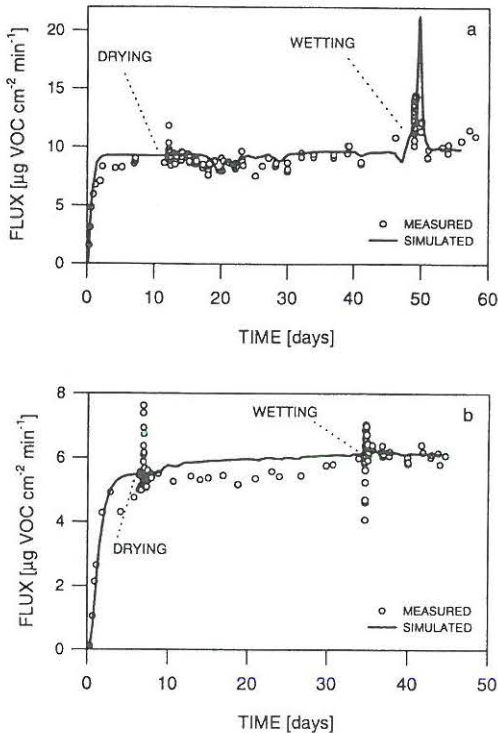 a
20
15
10
5
0
FLUX [µg VOC cm-2 min-1]
DRYING
WETTING
MEASURED
SIMULATED
0 10 20 30 40 50 60
TIME [days]
b
8
6
4
2
0
FLUX [µg VOC cm-2 min-1]
WETTING
DRYING
MEASURED
SIMULATED
0 10 20 30 40 50
TIME [days]